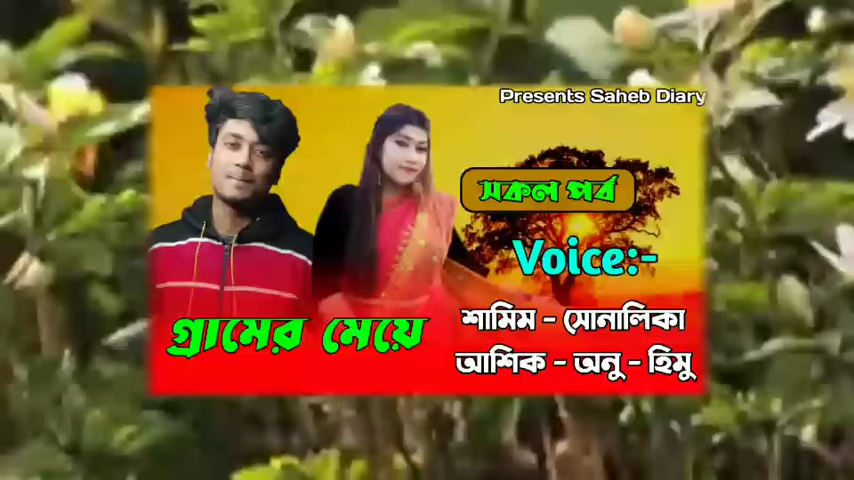 Presents Saheb Diary
সকল পর্ব
Voice:-
শামিম - সোনালিকা
গ্রামের মেয়ে
আশিক - অনু - হিমু